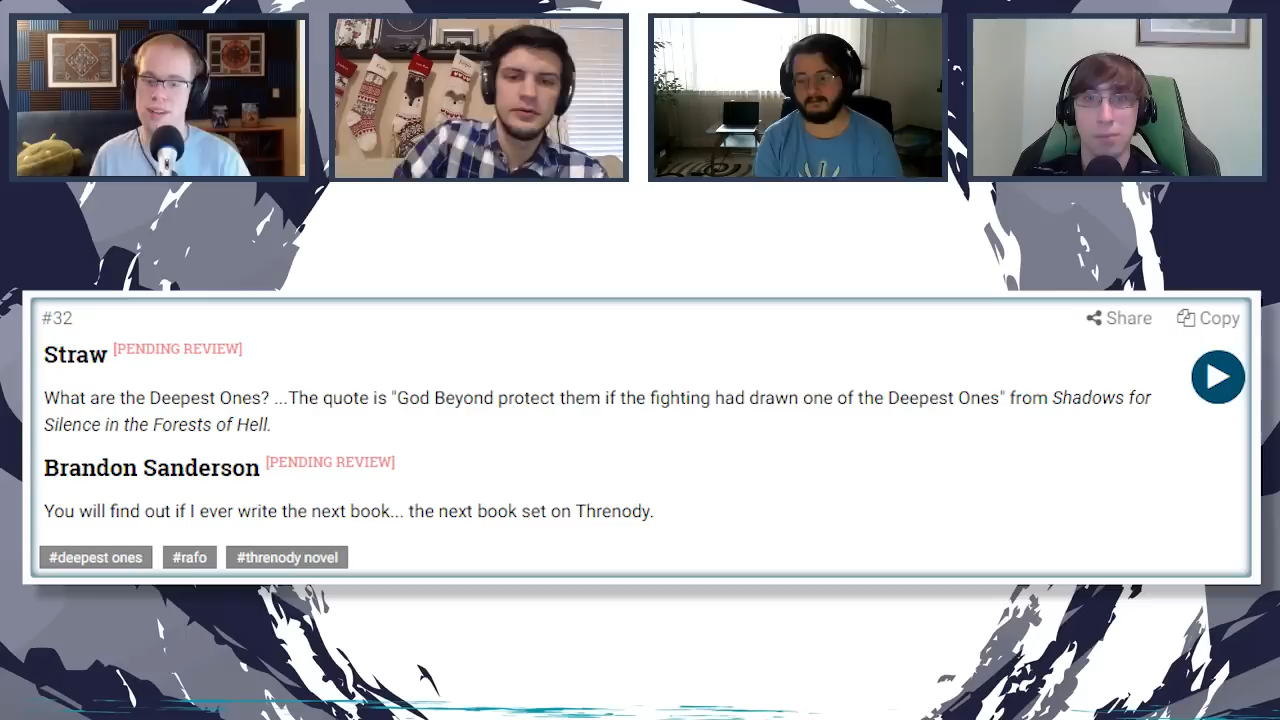 #32
Share
Copy
Straw [PENDING REVIEW]
What are the Deepest Ones? ...The quote is "God Beyond protect them if the fighting had drawn one of the Deepest Ones" from Shadows for
Silence in the Forests of Hell.
Brandon Sanderson [PENDING REVIEW]
You will find out if I ever write the next book... the next book set on Threnody.
#deepest ones
#rafo
#threnody novel